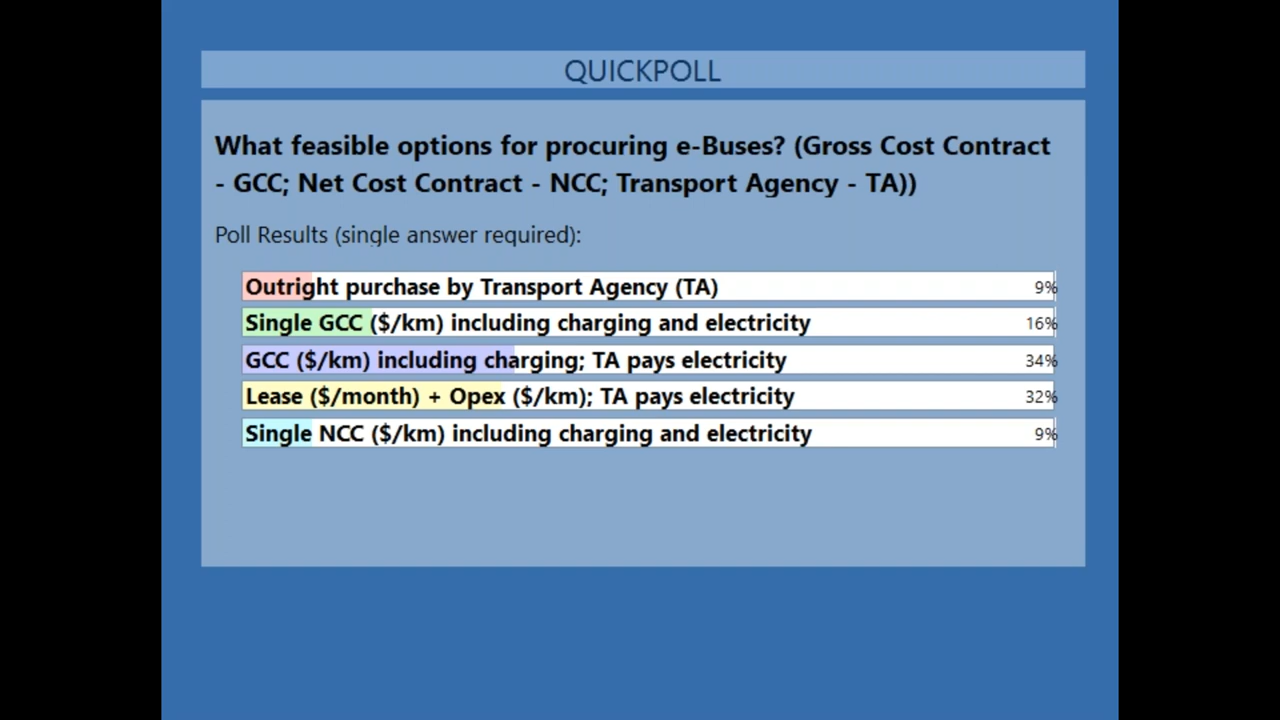 QUICKPOLL
What feasible options for procuring e-Buses? (Gross Cost Contract
- GCC; Net Cost Contract - NCC; Transport Agency - TA))
Poll Results (single answer required):
Outright purchase by Transport Agency (TA) 9%
Single GCC ($/km) including charging and electricity 16%
GCC ($/km) including charging; TA pays electricity 34%
Lease ($/month) + Opex ($/km); TA pays electricity 32%
Single NCC ($/km) including charging and electricity 9%